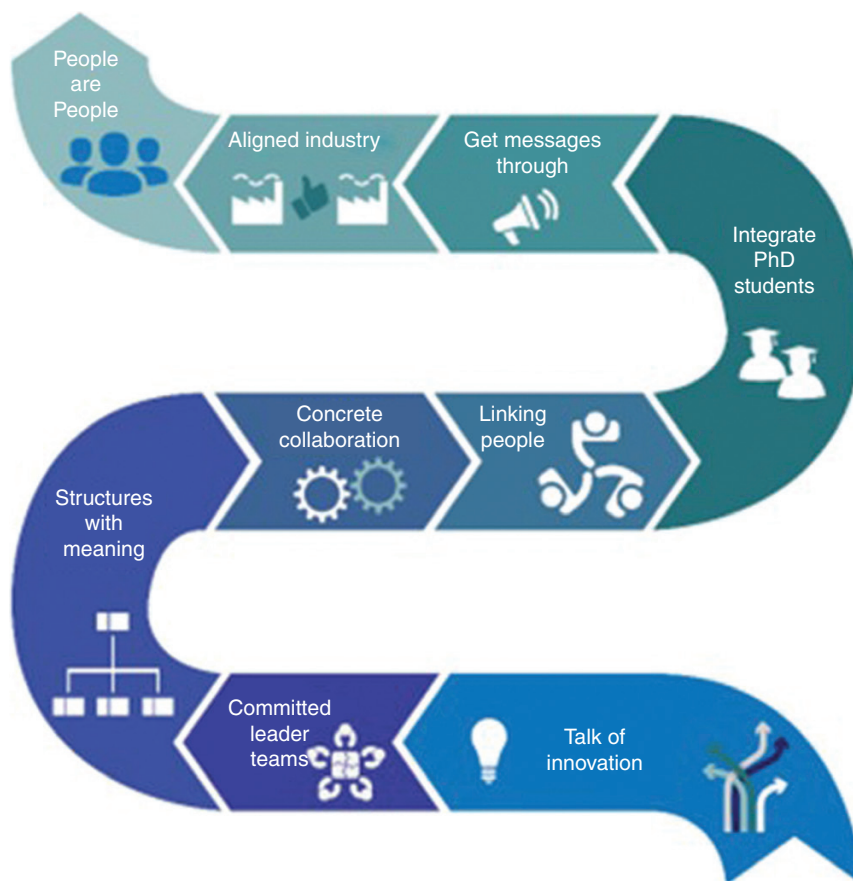 People
are
People
Aligned industry
Get messages
through
Integrate
PhD
students
Linking
people
Concrete
collaboration
Structures
with
meaning
Committed
leader
teams
Talk of
innovation